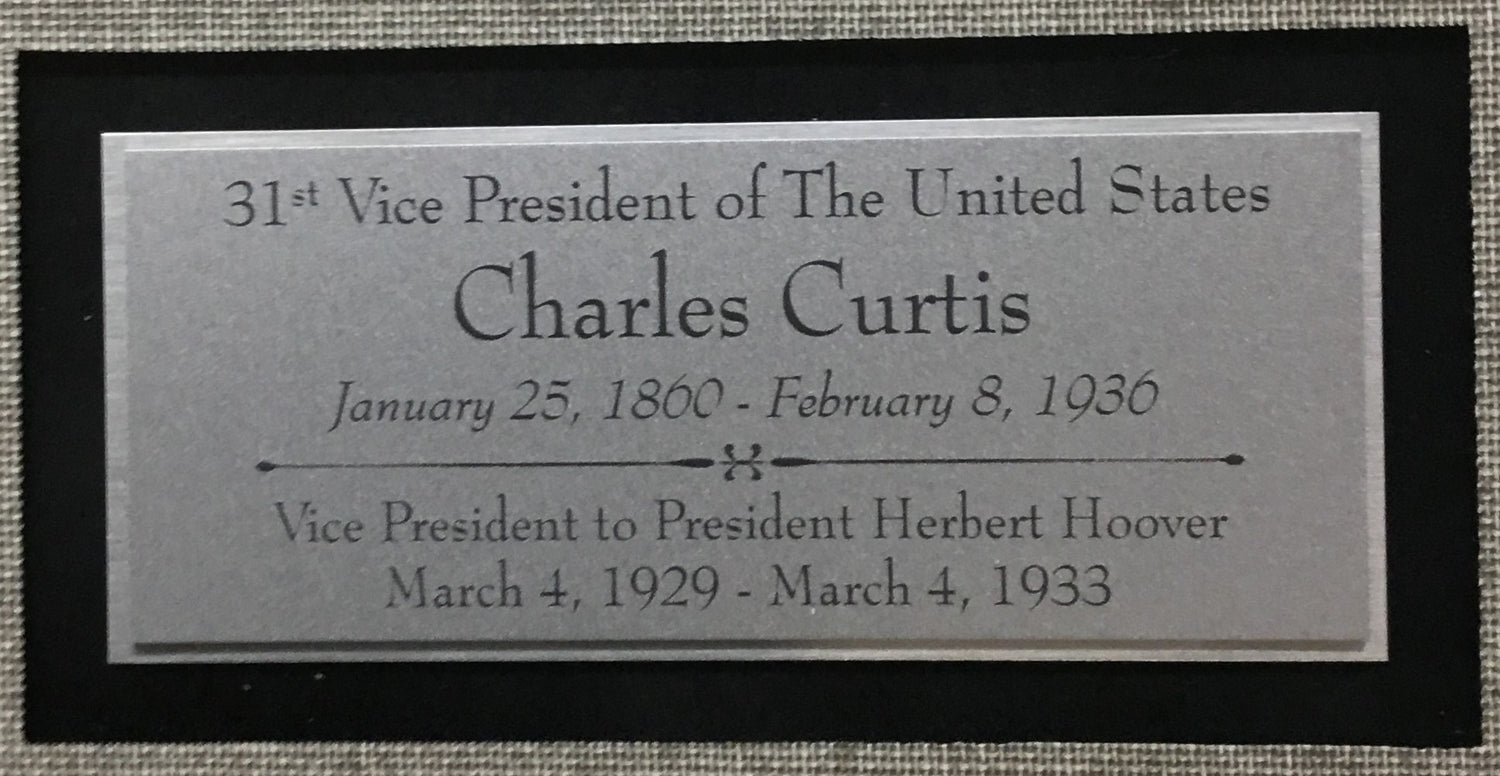 31st Vice President of The United States
Charles Curtis
January 25, 1860 - February 8, 1936
Vice President to President Herbert Hoover
March 4, 1929 - March 4, 1933